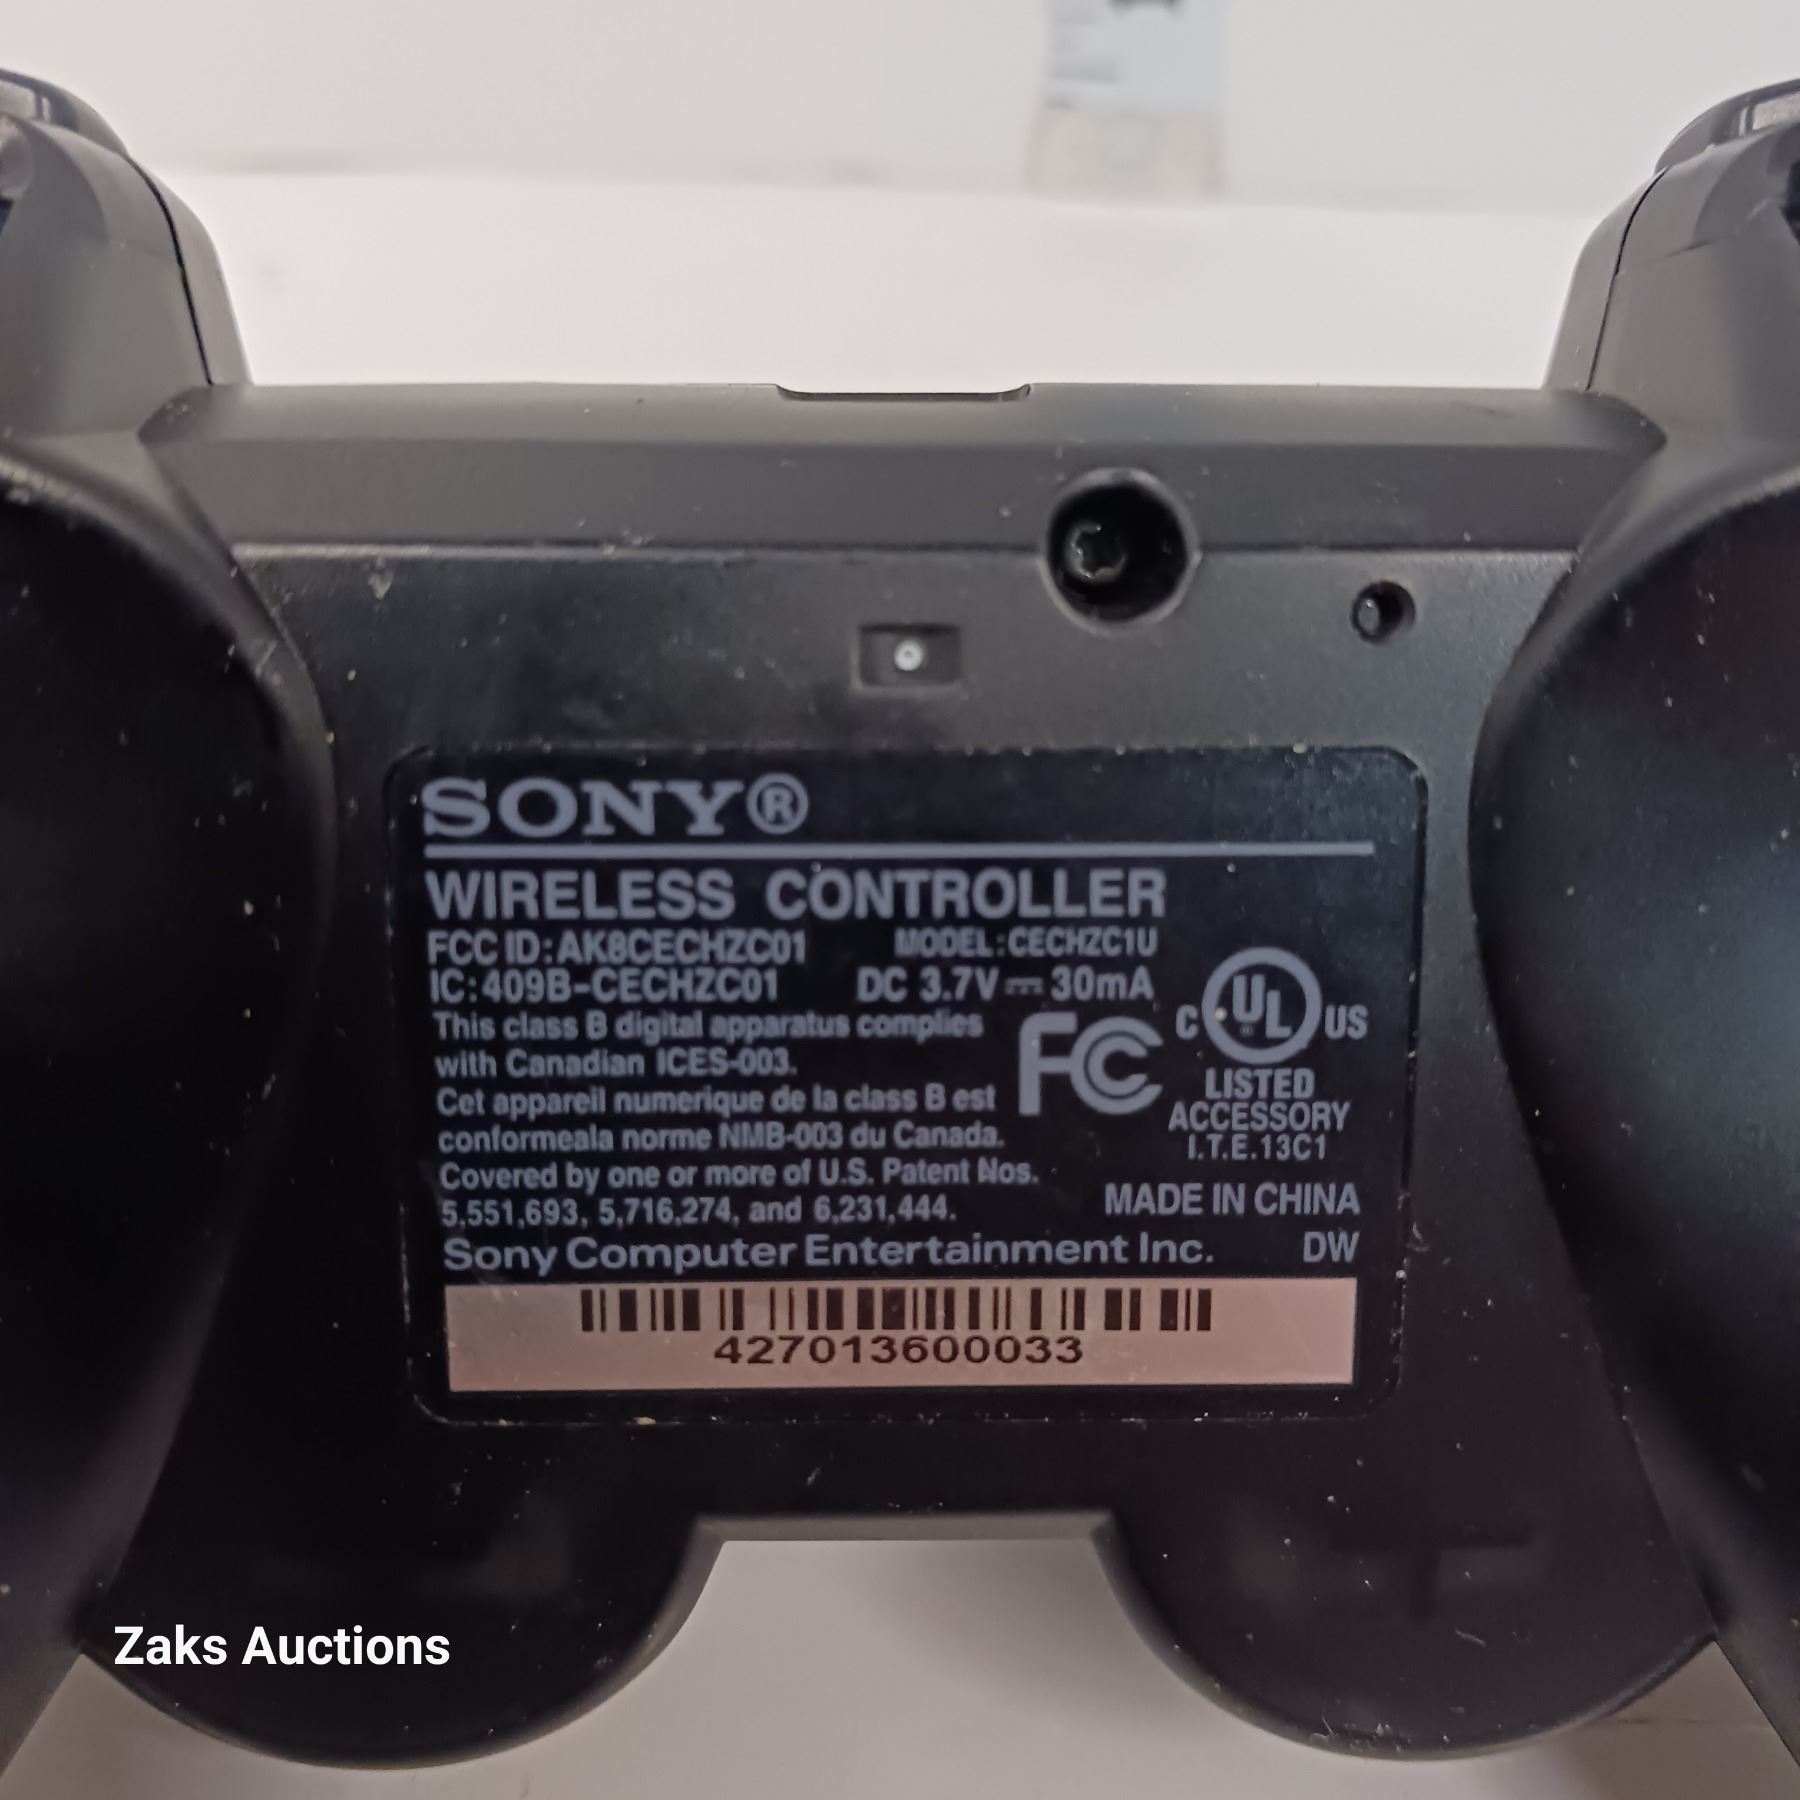 SONY®
WIRELESS CONTROLLER
FCC ID:AK8CECHZC01 MODEL:CECHZC1U
IC:409B-CECHZC01 DC 3.7V⎓30mA
This class B digital apparatus complies
with Canadian ICES-003.
Cet appareil numerique de la class B est
conformeala norme NMB-003 du Canada.
Covered by one or more of U.S. Patent Nos.
5,551,693, 5,716,274, and 6,231,444.
FC
C UL US
LISTED
ACCESSORY
I.T.E.13C1
MADE IN CHINA
Sony Computer Entertainment Inc. DW
427013600033
Zaks Auctions